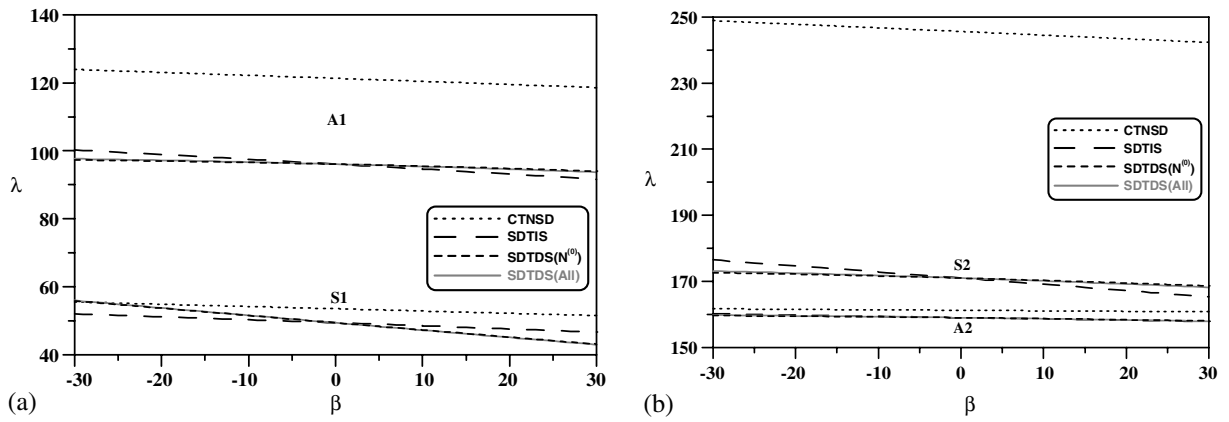 140
120
100
80
60
40
λ
A1
S1
CTNSD
SDTIS
SDTDS(N⁽⁰⁾)
SDTDS(All)
-30 -20 -10 0 10 20 30
(a)
β
250
230
210
190
170
150
λ
CTNSD
SDTIS
SDTDS(N⁽⁰⁾)
SDTDS(All)
S2
A2
-30 -20 -10 0 10 20 30
(b)
β